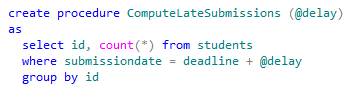 create procedure ComputeLateSubmissions (@delay)
as
  select id, count(*) from students
  where submissiondate = deadline + @delay
  group by id